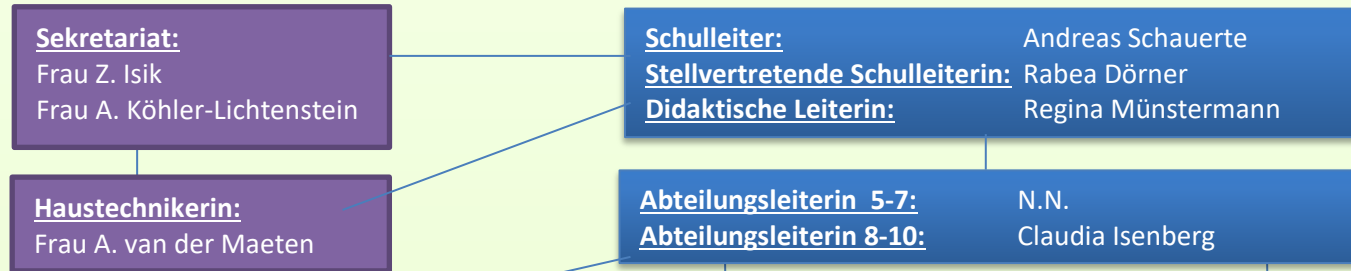 Sekretariat:
Frau Z. Isik
Frau A. Köhler-Lichtenstein
Schulleiter: Andreas Schauerte
Stellvertretende Schulleiterin: Rabea Dörner
Didaktische Leiterin: Regina Münstermann
Haustechnikerin:
Frau A. van der Maeten
Abteilungsleiterin 5-7: N.N.
Abteilungsleiterin 8-10: Claudia Isenberg